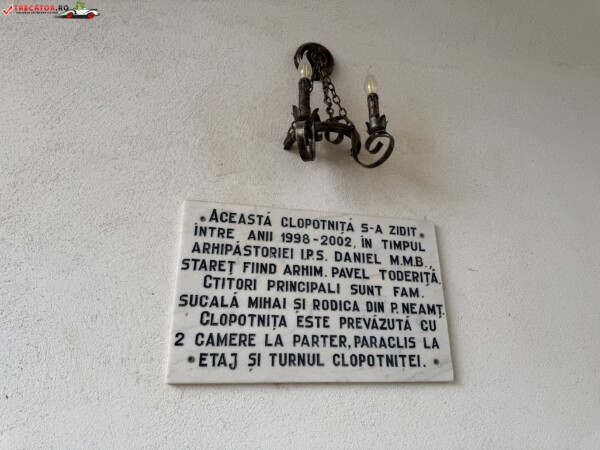 TRECĂTOR.RO
ACEASTĂ CLOPOTNIȚĂ S-A ZIDIT
ÎNTRE ANII 1998-2002, ÎN TIMPUL
ARHIPĂSTORIEI I.P.S. DANIEL M.M.B.,
STAREȚ FIIND ARHIM. PAVEL TODERIȚĂ.
CTITORI PRINCIPALI SUNT FAM.
SUCALĂ MIHAI ȘI RODICA DIN P. NEAMȚ.
CLOPOTNIȚA ESTE PREVĂZUTĂ CU
2 CAMERE LA PARTER, PARACLIS LA
ETAJ ȘI TURNUL CLOPOTNIȚEI.